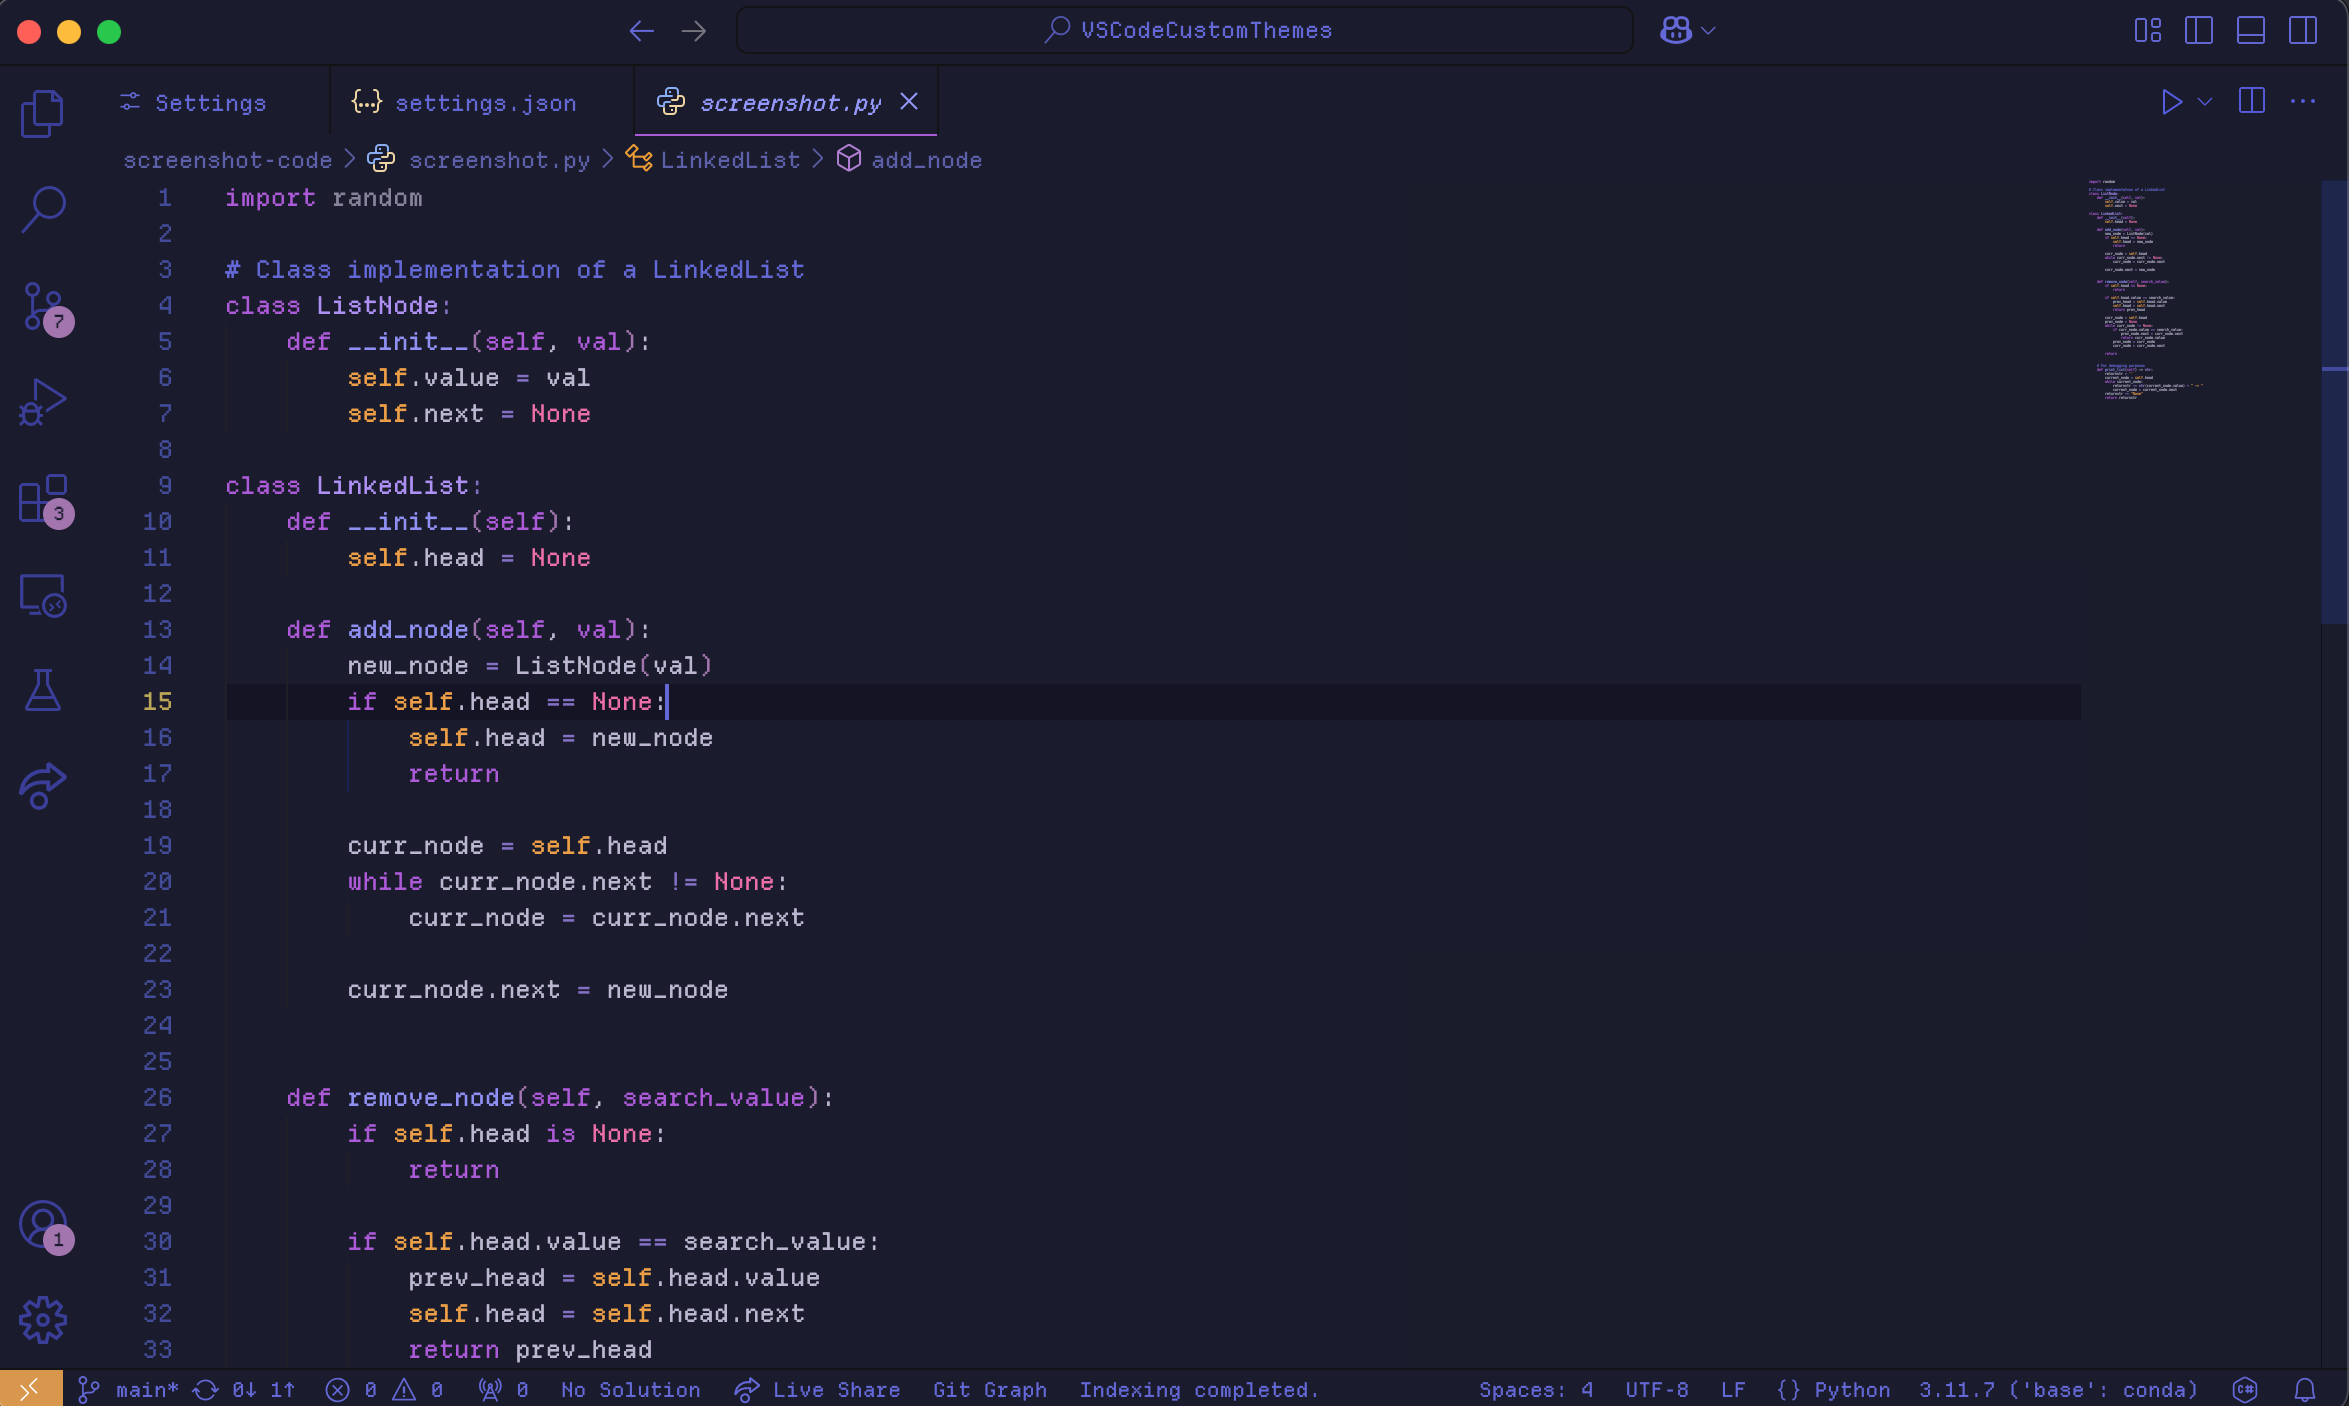 VSCodeCustomThemes
Settings
settings.json
screenshot.py
screenshot-code > screenshot.py > LinkedList > add_node
1 import random
2
3 # Class implementation of a LinkedList
4 class ListNode:
5     def __init__(self, val):
6         self.value = val
7         self.next = None
8
9 class LinkedList:
10     def __init__(self):
11         self.head = None
12
13     def add_node(self, val):
14         new_node = ListNode(val)
15         if self.head == None:
16             self.head = new_node
17             return
18
19         curr_node = self.head
20         while curr_node.next != None:
21             curr_node = curr_node.next
22
23         curr_node.next = new_node
24
25
26     def remove_node(self, search_value):
27         if self.head is None:
28             return
29
30         if self.head.value == search_value:
31             prev_head = self.head.value
32             self.head = self.head.next
33             return prev_head
7
3
1
main* 0↓ 1↑ 0 0 0 No Solution Live Share Git Graph Indexing completed. Spaces: 4 UTF-8 LF {} Python 3.11.7 ('base': conda)